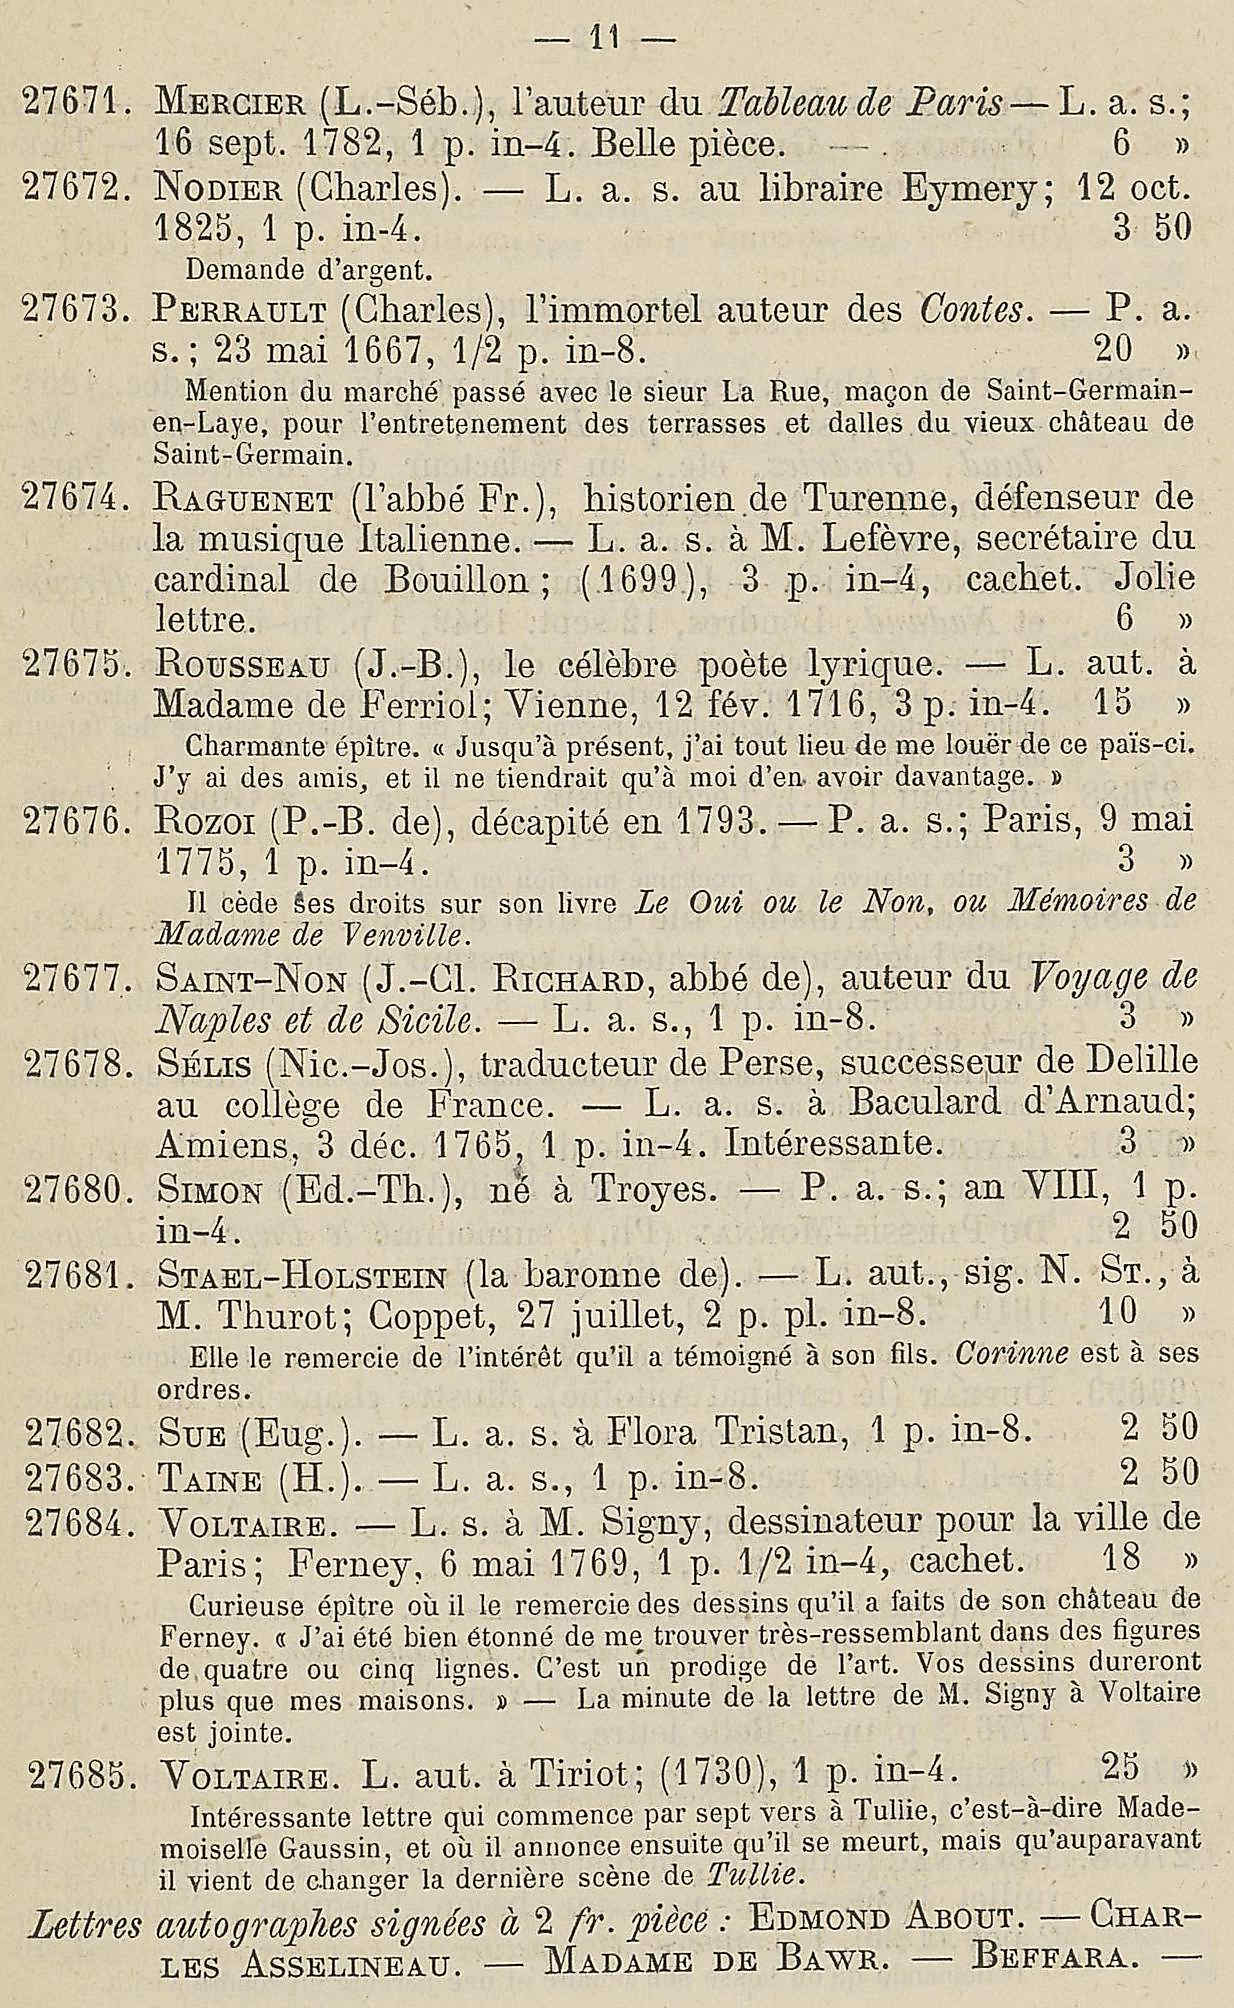 — 11 —
27671. MERCIER (L.-Séb.), l'auteur du Tableau de Paris — L. a. s.;
16 sept. 1782, 1 p. in-4. Belle pièce. — . 6 »
27672. NODIER (Charles). — L. a. s. au libraire Eymery; 12 oct.
1825, 1 p. in-4. 3 50
Demande d'argent.
27673. PERRAULT (Charles), l'immortel auteur des Contes. — P. a.
s.; 23 mai 1667, 1/2 p. in-8. 20 »
Mention du marché passé avec le sieur La Rue, maçon de Saint-Germain-
en-Laye, pour l'entretenement des terrasses et dalles du vieux château de
Saint-Germain.
27674. RAGUENET (l'abbé Fr.), historien de Turenne, défenseur de
la musique Italienne. — L. a. s. à M. Lefèvre, secrétaire du
cardinal de Bouillon; (1699), 3 p. in-4, cachet. Jolie
lettre. 6 »
27675. ROUSSEAU (J.-B.), le célèbre poète lyrique. — L. aut. à
Madame de Ferriol; Vienne, 12 fév. 1716, 3 p. in-4. 15 »
Charmante épître. « Jusqu'à présent, j'ai tout lieu de me louër de ce païs-ci.
J'y ai des amis, et il ne tiendrait qu'à moi d'en avoir davantage. »
27676. ROZOI (P.-B. de), décapité en 1793. — P. a. s.; Paris, 9 mai
1775, 1 p. in-4. 3 »
Il cède ses droits sur son livre Le Oui ou le Non, ou Mémoires de
Madame de Venville.
27677. SAINT-NON (J.-Cl. RICHARD, abbé de), auteur du Voyage de
Naples et de Sicile. — L. a. s., 1 p. in-8. 3 »
27678. SÉLIS (Nic.-Jos.), traducteur de Perse, successeur de Delille
au collège de France. — L. a. s. à Baculard d'Arnaud;
Amiens, 3 déc. 1765, 1 p. in-4. Intéressante. 3 »
27680. SIMON (Ed.-Th.), né à Troyes. — P. a. s.; an VIII, 1 p.
in-4. 2 50
27681. STAEL-HOLSTEIN (la baronne de). — L. aut., sig. N. ST., à
M. Thurot; Coppet, 27 juillet, 2 p. pl. in-8. 10 »
Elle le remercie de l'intérêt qu'il a témoigné à son fils. Corinne est à ses
ordres.
27682. SUE (Eug.). — L. a. s. à Flora Tristan, 1 p. in-8. 2 50
27683. TAINE (H.). — L. a. s., 1 p. in-8. 2 50
27684. VOLTAIRE. — L. s. à M. Signy, dessinateur pour la ville de
Paris; Ferney, 6 mai 1769, 1 p. 1/2 in-4, cachet. 18 »
Curieuse épître où il le remercie des dessins qu'il a faits de son château de
Ferney. « J'ai été bien étonné de me trouver très-ressemblant dans des figures
de quatre ou cinq lignes. C'est un prodige de l'art. Vos dessins dureront
plus que mes maisons. » — La minute de la lettre de M. Signy à Voltaire
est jointe.
27685. VOLTAIRE. L. aut. à Tiriot; (1730), 1 p. in-4. 25 »
Intéressante lettre qui commence par sept vers à Tullie, c'est-à-dire Made-
moiselle Gaussin, et où il annonce ensuite qu'il se meurt, mais qu'auparavant
il vient de changer la dernière scène de Tullie.
Lettres autographes signées à 2 fr. pièce : EDMOND ABOUT. — CHAR-
LES ASSELINEAU. — MADAME DE BAWR. — BEFFARA. —